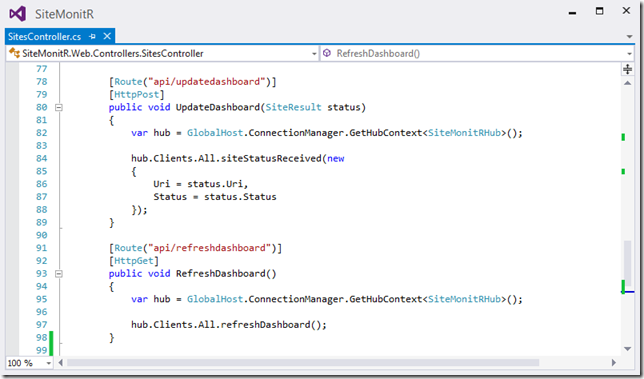 SiteMonitR
SitesController.cs
SiteMonitR.Web.Controllers.SitesController RefreshDashboard()
77
78 [Route("api/updatedashboard")]
79 [HttpPost]
80 public void UpdateDashboard(SiteResult status)
81 {
82 var hub = GlobalHost.ConnectionManager.GetHubContext<SiteMonitRHub>();
83
84 hub.Clients.All.siteStatusReceived(new
85 {
86 Uri = status.Uri,
87 Status = status.Status
88 });
89 }
90
91 [Route("api/refreshdashboard")]
92 [HttpGet]
93 public void RefreshDashboard()
94 {
95 var hub = GlobalHost.ConnectionManager.GetHubContext<SiteMonitRHub>();
96
97 hub.Clients.All.refreshDashboard();
98 }
99
100 %